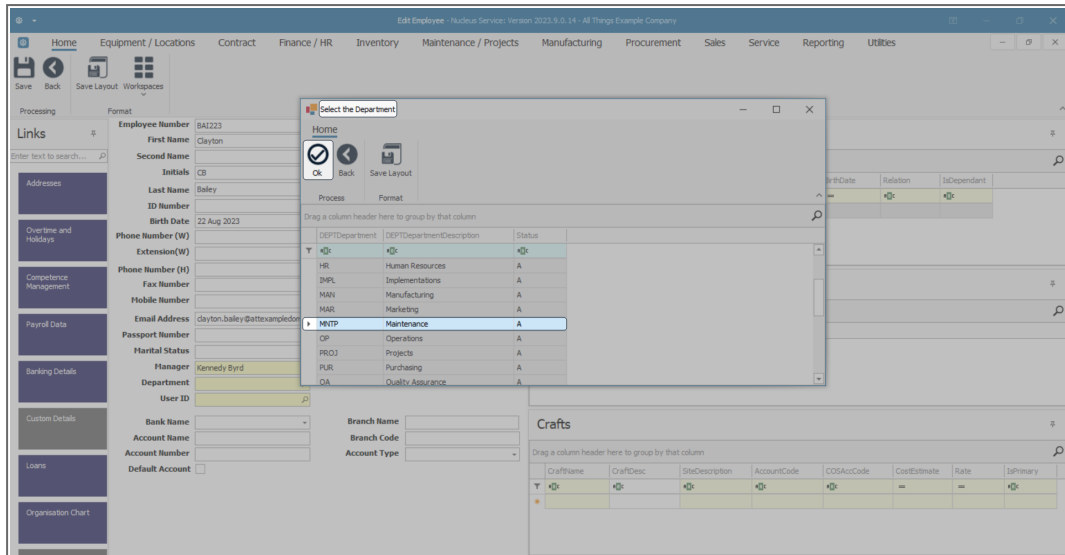 Edit Employee - Nucleus Service: Version 2023.9.0.14 - All Things Example Company
Home Equipment / Locations Contract Finance / HR Inventory Maintenance / Projects Manufacturing Procurement Sales Service Reporting Utilities
Save Back Save Layout Workspaces
Processing Format
Links
Enter text to search...
Addresses
Overtime and
Holidays
Competence
Management
Payroll Data
Banking Details
Custom Details
Loans
Organisation Chart
Employee Number BAI223
First Name Clayton
Second Name
Initials CB
Last Name Bailey
ID Number
Birth Date 22 Aug 2023
Phone Number (W)
Extension(W)
Phone Number (H)
Fax Number
Mobile Number
Email Address clayton.bailey@attexampledom
Passport Number
Marital Status
Manager Kennedy Byrd
Department
User ID
Bank Name Branch Name
Account Name Branch Code
Account Number Account Type
Default Account
Select the Department
Home
Ok Back Save Layout
Process Format
Drag a column header here to group by that column
DEPTDepartment DEPTDepartmentDescription Status
HR Human Resources A
IMPL Implementations A
MAN Manufacturing A
MAR Marketing A
MNTP Maintenance A
OP Operations A
PROJ Projects A
PUR Purchasing A
QA Quality Assurance A
BirthDate Relation IsDependant
=
Crafts
Drag a column header here to group by that column
CraftName CraftDesc SiteDescription AccountCode COSAccCode CostEstimate Rate IsPrimary
= =